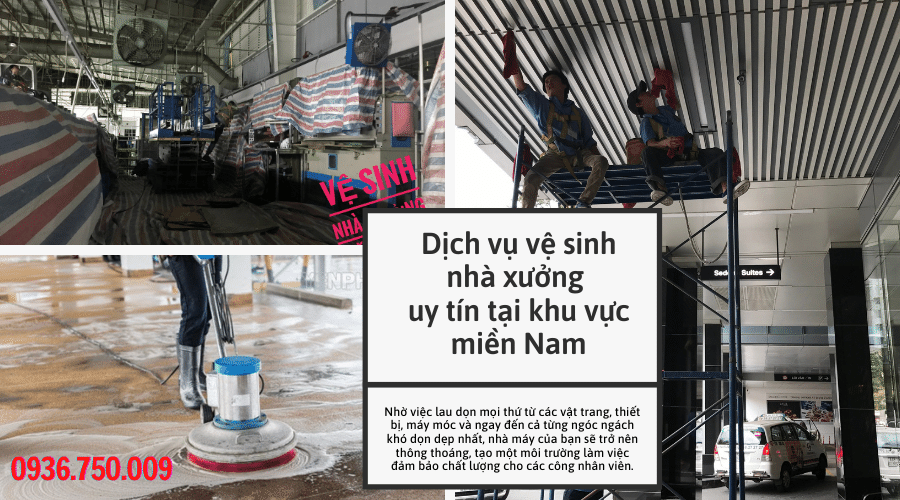 VỆ SINH
NHÀ
Dịch vụ vệ sinh
nhà xưởng
uy tín tại khu vực
miền Nam
Nhờ việc lau dọn mọi thứ từ các vật trang, thiết
bị, máy móc và ngay đến cả từng ngóc ngách
khó dọn dẹp nhất, nhà máy của bạn sẽ trở nên
thông thoáng, tạo một môi trường làm việc
đảm bảo chất lượng cho các công nhân viên.
Suites →
0936.750.009